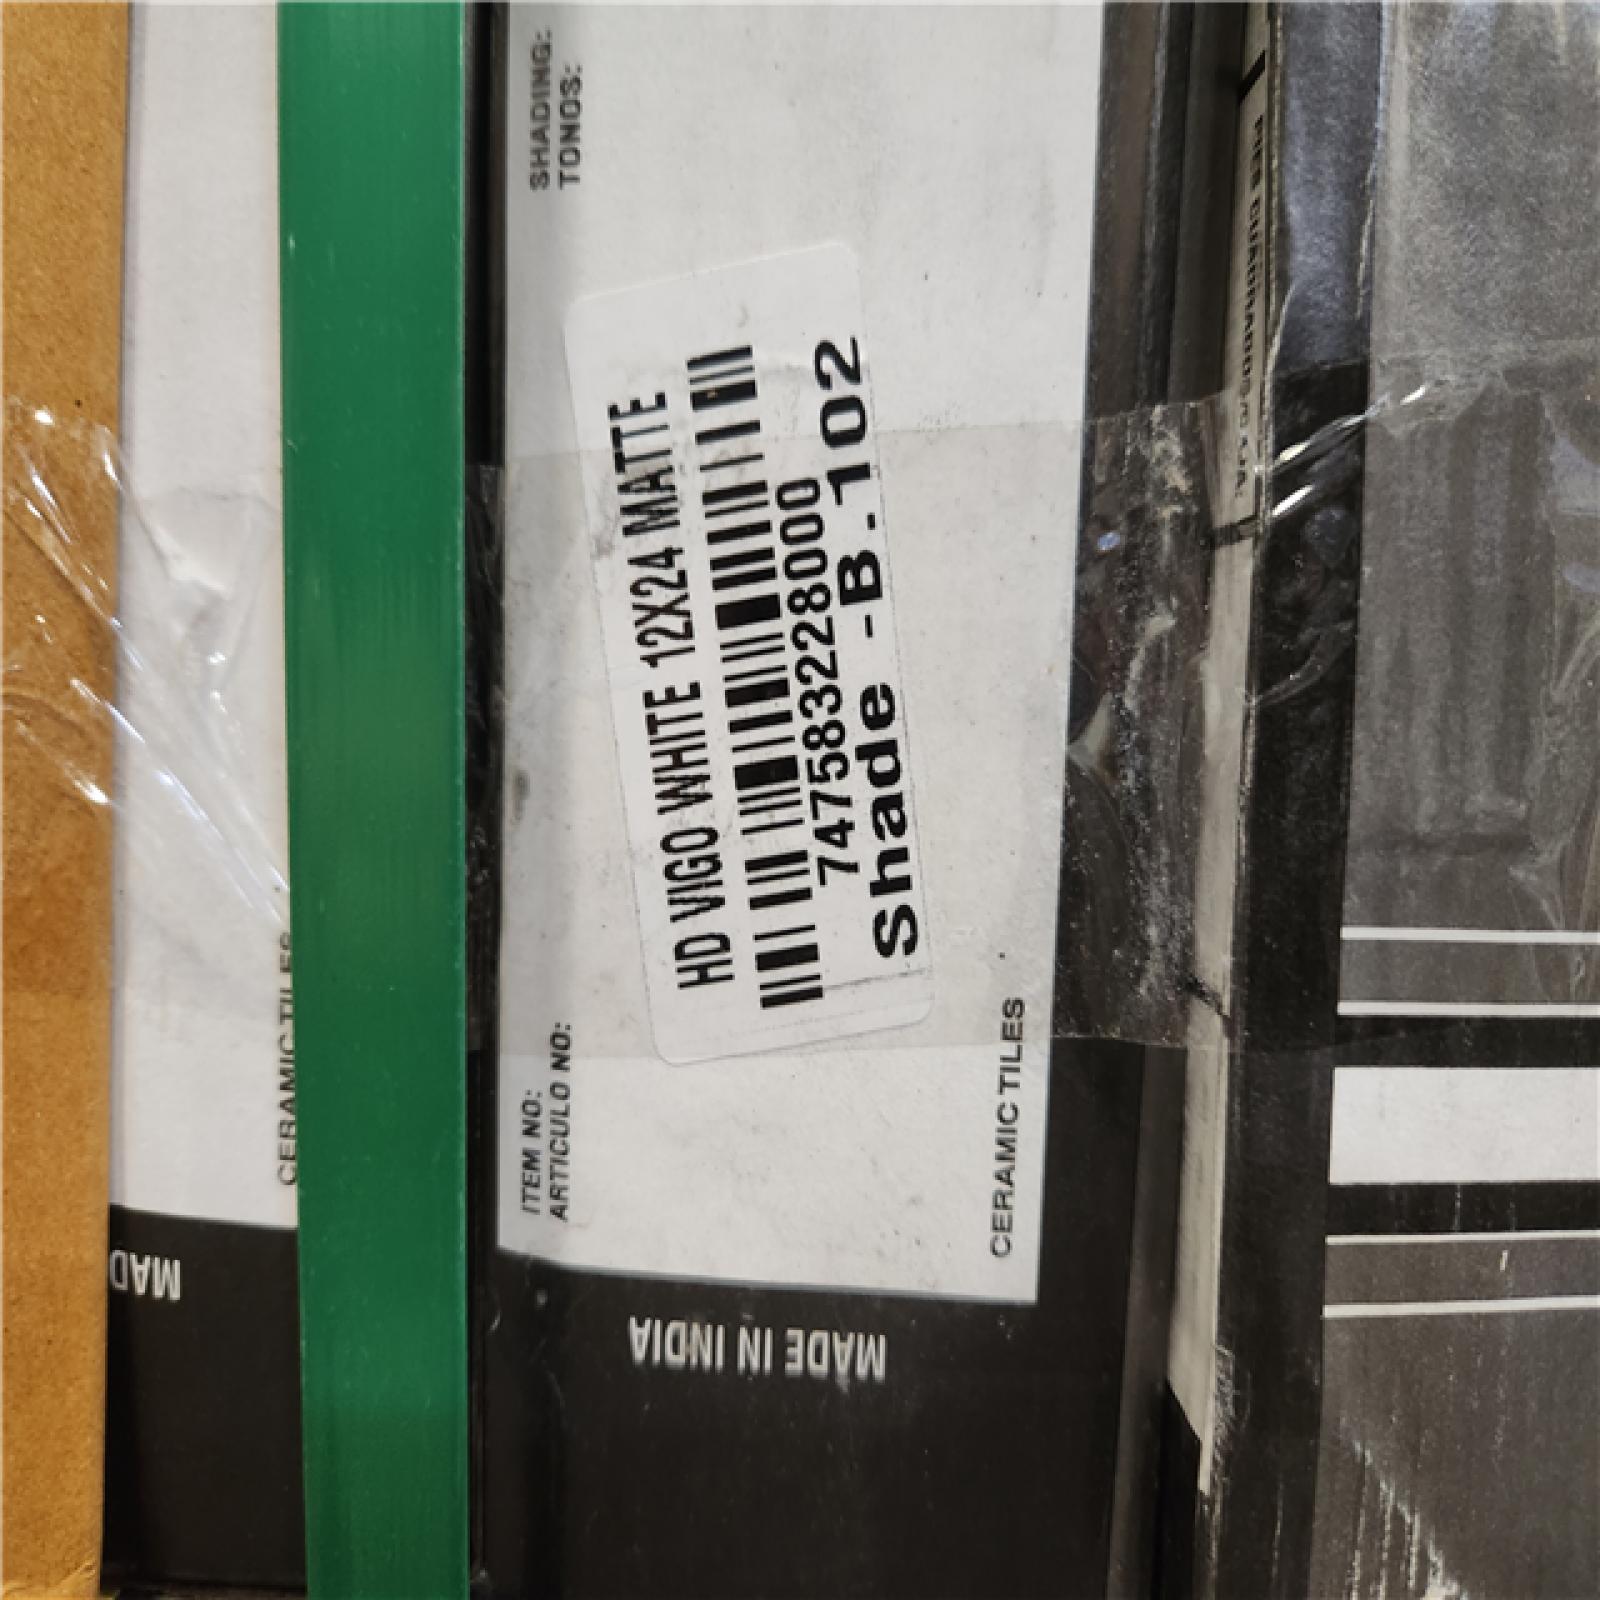 SHADING:
TONOS:
HD VIGO WHITE 12X24 MATTE
747583228000
Shade -B.102
ITEM NO:
ARTICULO NO:
CERAMIC TILES
MADE IN INDIA
CERAMIC TILES
MAD